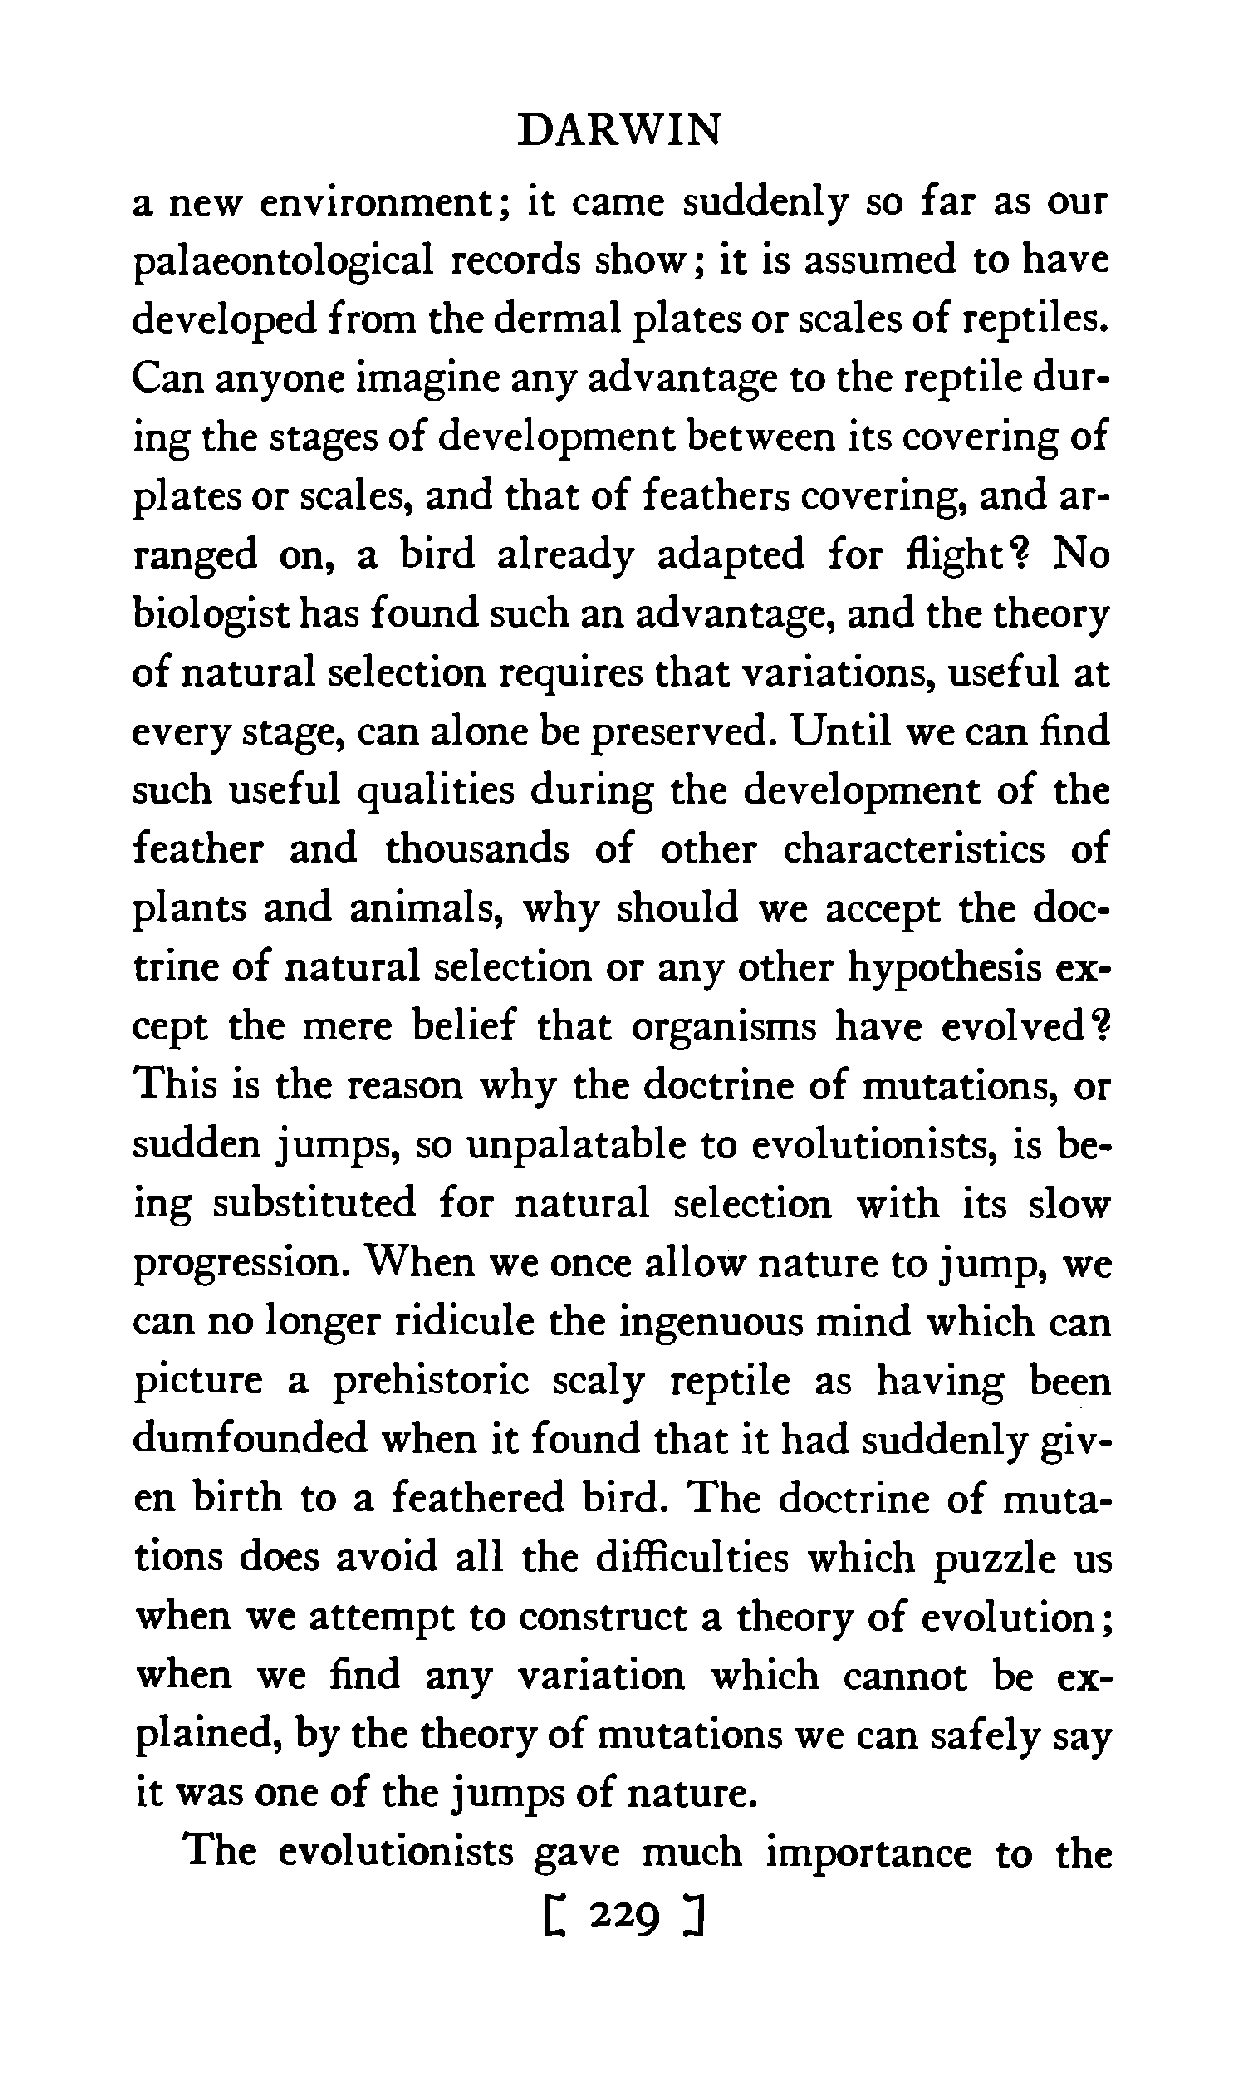 DARWIN
a new environment; it came suddenly so far as our
palaeontological records show; it is assumed to have
developed from the dermal plates or scales of reptiles.
Can anyone imagine any advantage to the reptile dur-
ing the stages of development between its covering of
plates or scales, and that of feathers covering, and ar-
ranged on, a bird already adapted for flight? No
biologist has found such an advantage, and the theory
of natural selection requires that variations, useful at
every stage, can alone be preserved. Until we can find
such useful qualities during the development of the
feather and thousands of other characteristics of
plants and animals, why should we accept the doc-
trine of natural selection or any other hypothesis ex-
cept the mere belief that organisms have evolved?
This is the reason why the doctrine of mutations, or
sudden jumps, so unpalatable to evolutionists, is be-
ing substituted for natural selection with its slow
progression. When we once allow nature to jump, we
can no longer ridicule the ingenuous mind which can
picture a prehistoric scaly reptile as having been
dumfounded when it found that it had suddenly giv-
en birth to a feathered bird. The doctrine of muta-
tions does avoid all the difficulties which puzzle us
when we attempt to construct a theory of evolution;
when we find any variation which cannot be ex-
plained, by the theory of mutations we can safely say
it was one of the jumps of nature.
The evolutionists gave much importance to the
[ 229 ]